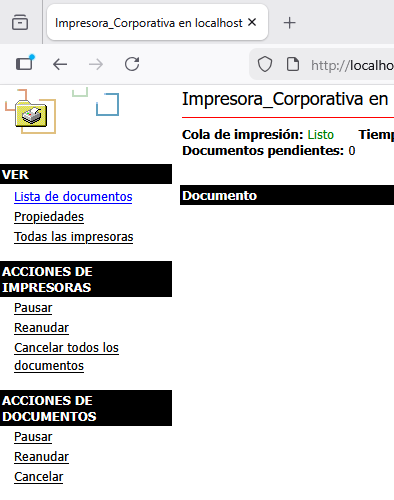 Impresora_Corporativa en localhost
http://localho
Impresora_Corporativa en
Cola de impresión: Listo Tiemp
Documentos pendientes: 0
VER
Lista de documentos
Propiedades
Todas las impresoras
Documento
ACCIONES DE
IMPRESORAS
Pausar
Reanudar
Cancelar todos los
documentos
ACCIONES DE
DOCUMENTOS
Pausar
Reanudar
Cancelar